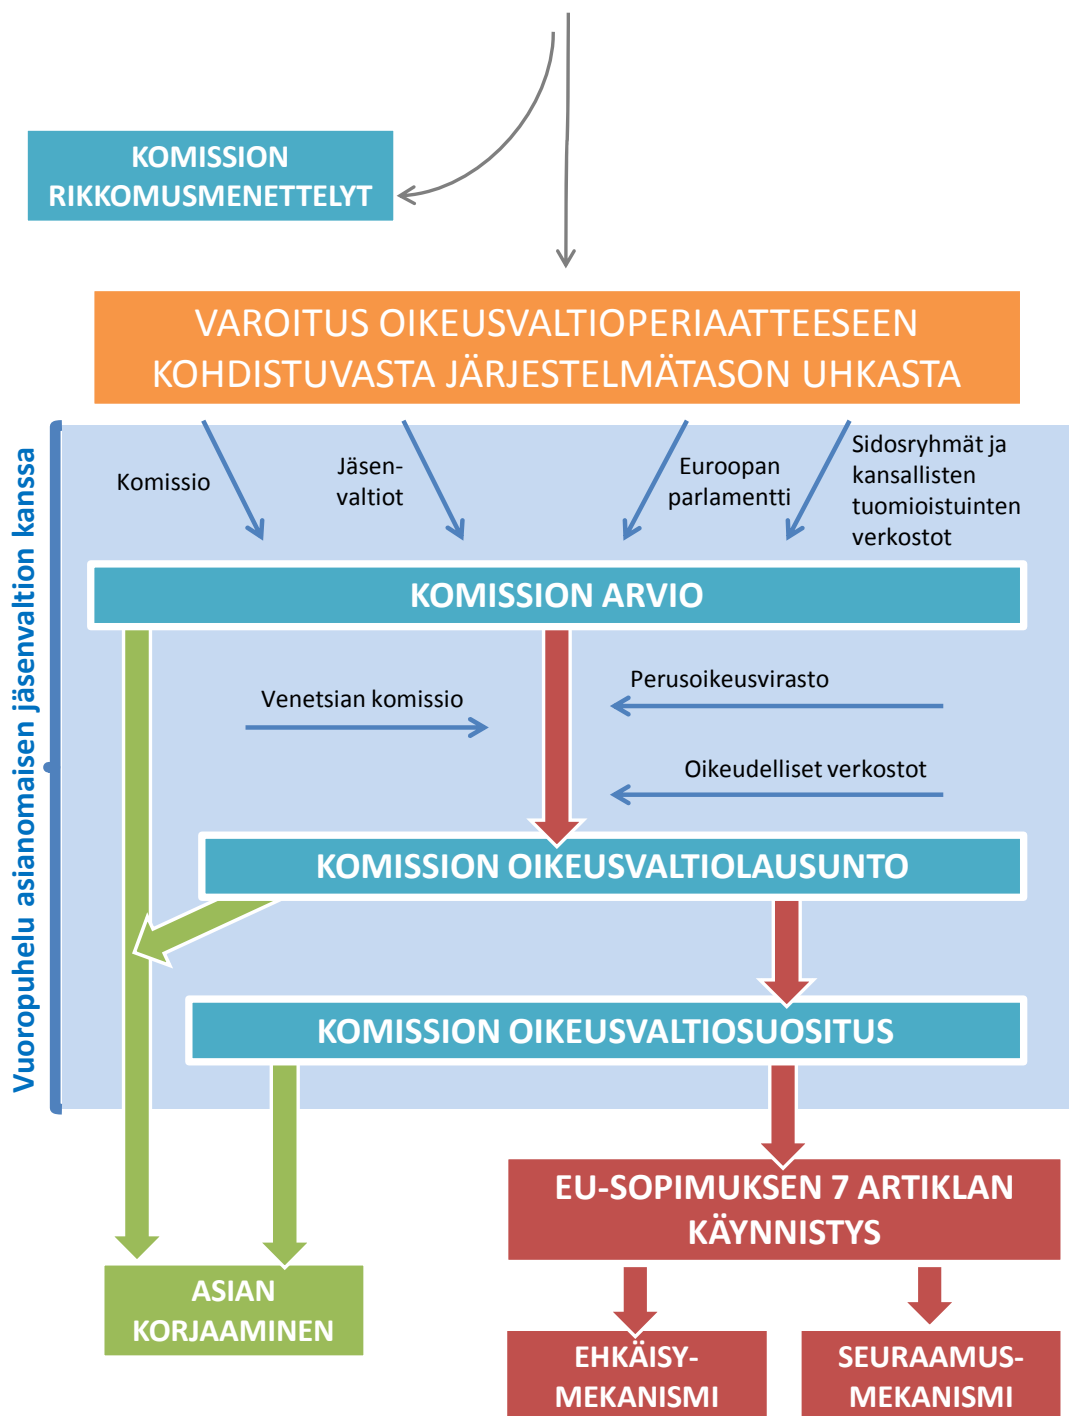 KOMISSION
RIKKOMUSMENETTELYT
VAROITUS OIKEUSVALTIOPERIAATTEESEEN
KOHDISTUVASTA JÄRJESTELMÄTASON UHKASTA
Vuoropuhelu asianomaisen jäsenvaltion kanssa
Komissio
Jäsen-
valtiot
Euroopan
parlamentti
Sidosryhmät ja
kansallisten
tuomioistuinten
verkostot
KOMISSION ARVIO
Venetsian komissio
Perusoikeusvirasto
Oikeudelliset verkostot
KOMISSION OIKEUSVALTIOLAUSUNTO
KOMISSION OIKEUSVALTIOSUOSITUS
EU-SOPIMUKSEN 7 ARTIKLAN
KÄYNNISTYS
ASIAN
KORJAAMINEN
EHKÄISY-
MEKANISMI
SEURAAMUS-
MEKANISMI